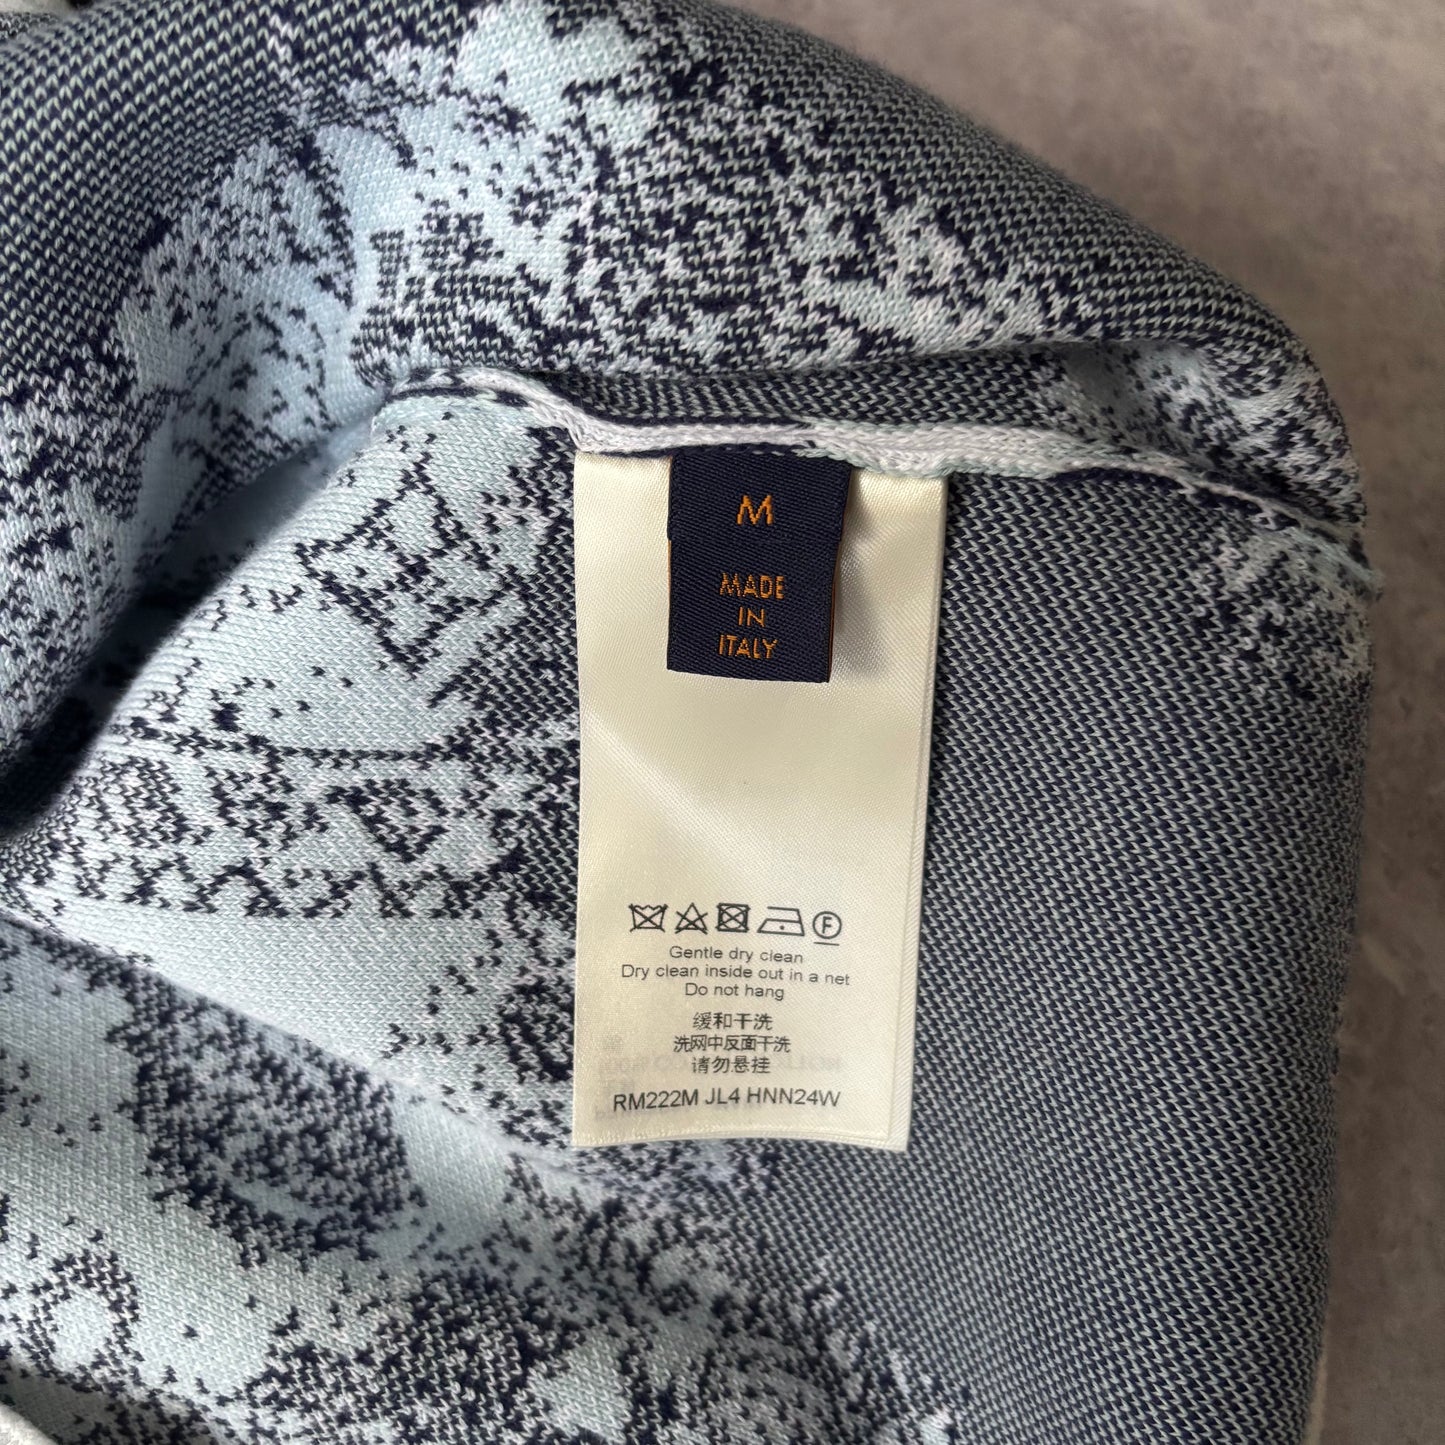 M
MADE
IN
ITALY
F
Gentle dry clean
Dry clean inside out in a net
Do not hang
缓和干洗
洗网中反面干洗
请勿悬挂
RM222M JL4 HNN24W